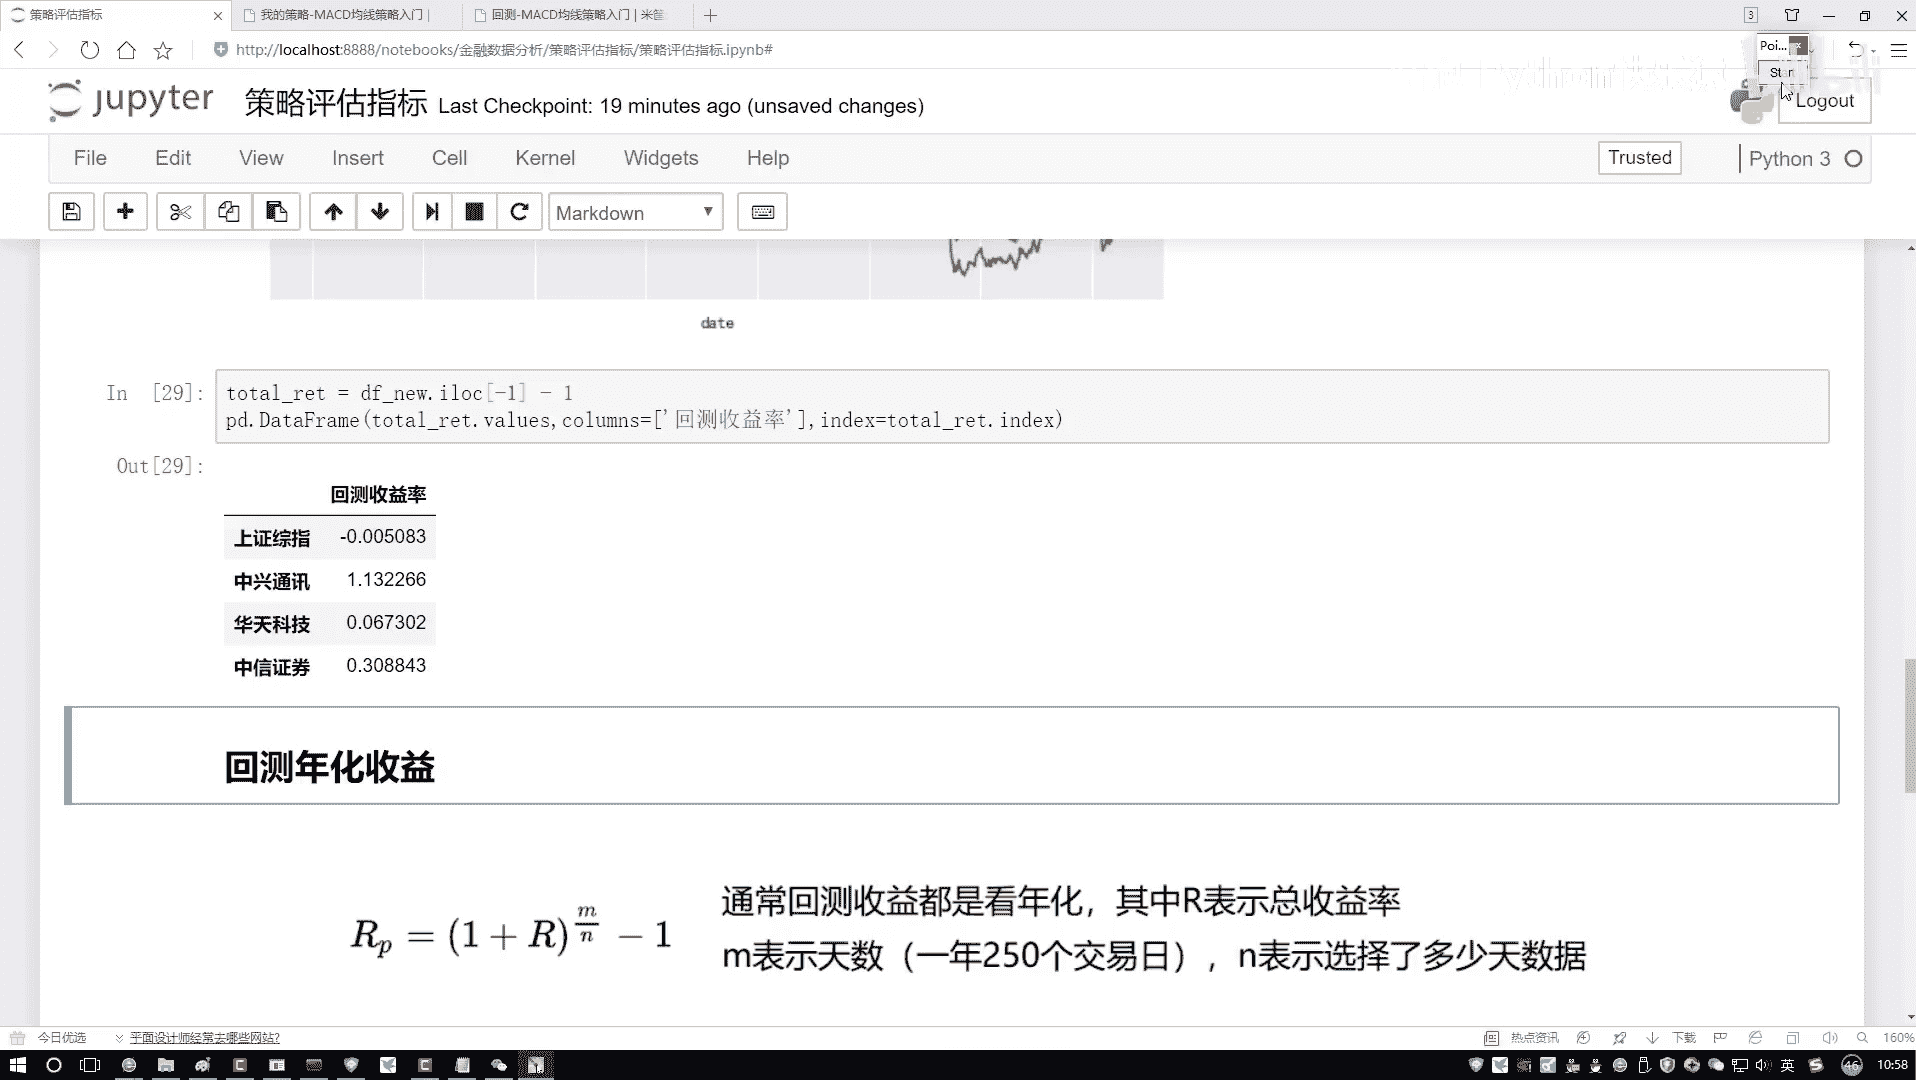 策略评估指标
我的策略-MACD均线策略入门 |
回测-MACD均线策略入门 | 米筐
3
http://localhost:8888/notebooks/金融数据分析/策略评估指标/策略评估指标.ipynb#
Poi...
Start
jupyter 策略评估指标 Last Checkpoint: 19 minutes ago (unsaved changes)
Logout
File Edit View Insert Cell Kernel Widgets Help
Trusted
Python 3
Markdown
date
In [29]: total_ret = df_new.iloc[-1] - 1
pd.DataFrame(total_ret.values,columns=['回测收益率'],index=total_ret.index)
Out[29]:
回测收益率
上证综指 -0.005083
中兴通讯 1.132266
华天科技 0.067302
中信证券 0.308843
回测年化收益
R_p = (1 + R)^{m/n} - 1
通常回测收益都是看年化，其中R表示总收益率
m表示天数（一年250个交易日），n表示选择了多少天数据
今日优选
平面设计师经常去哪些网站?
热点资讯
下载
160%
英
46
10:58